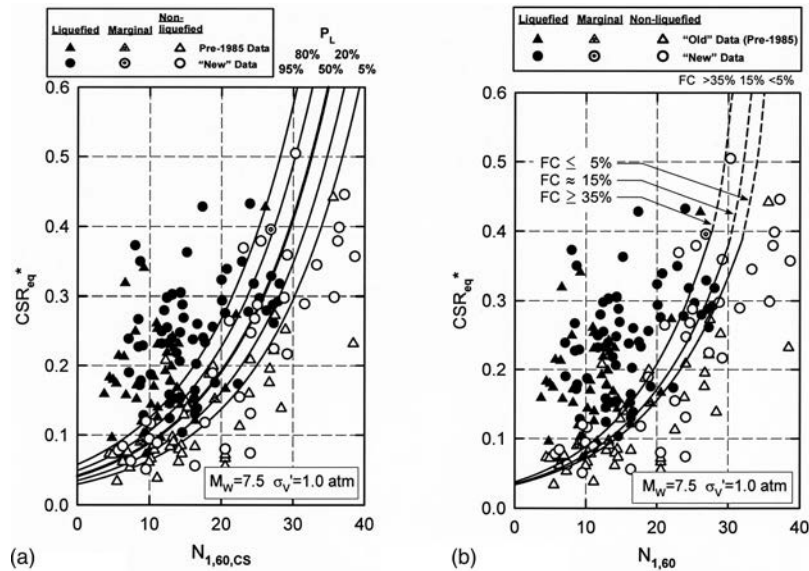 Liquefied Marginal Non-liquefied
Pre-1985 Data
"New" Data
P_L
80% 20%
95% 50% 5%
0.6
0.5
0.4
0.3
0.2
0.1
0.0
CSR_eq*
M_W=7.5 σ_V'=1.0 atm
0 10 20 30 40
N_1,60,CS
(a)
Liquefied Marginal Non-liquefied
"Old" Data (Pre-1985)
"New" Data
FC >35% 15% <5%
0.6
0.5
0.4
0.3
0.2
0.1
0.0
CSR_eq*
FC ≤ 5%
FC ≈ 15%
FC ≥ 35%
M_W=7.5 σ_V'=1.0 atm
0 10 20 30 40
N_1,60
(b)